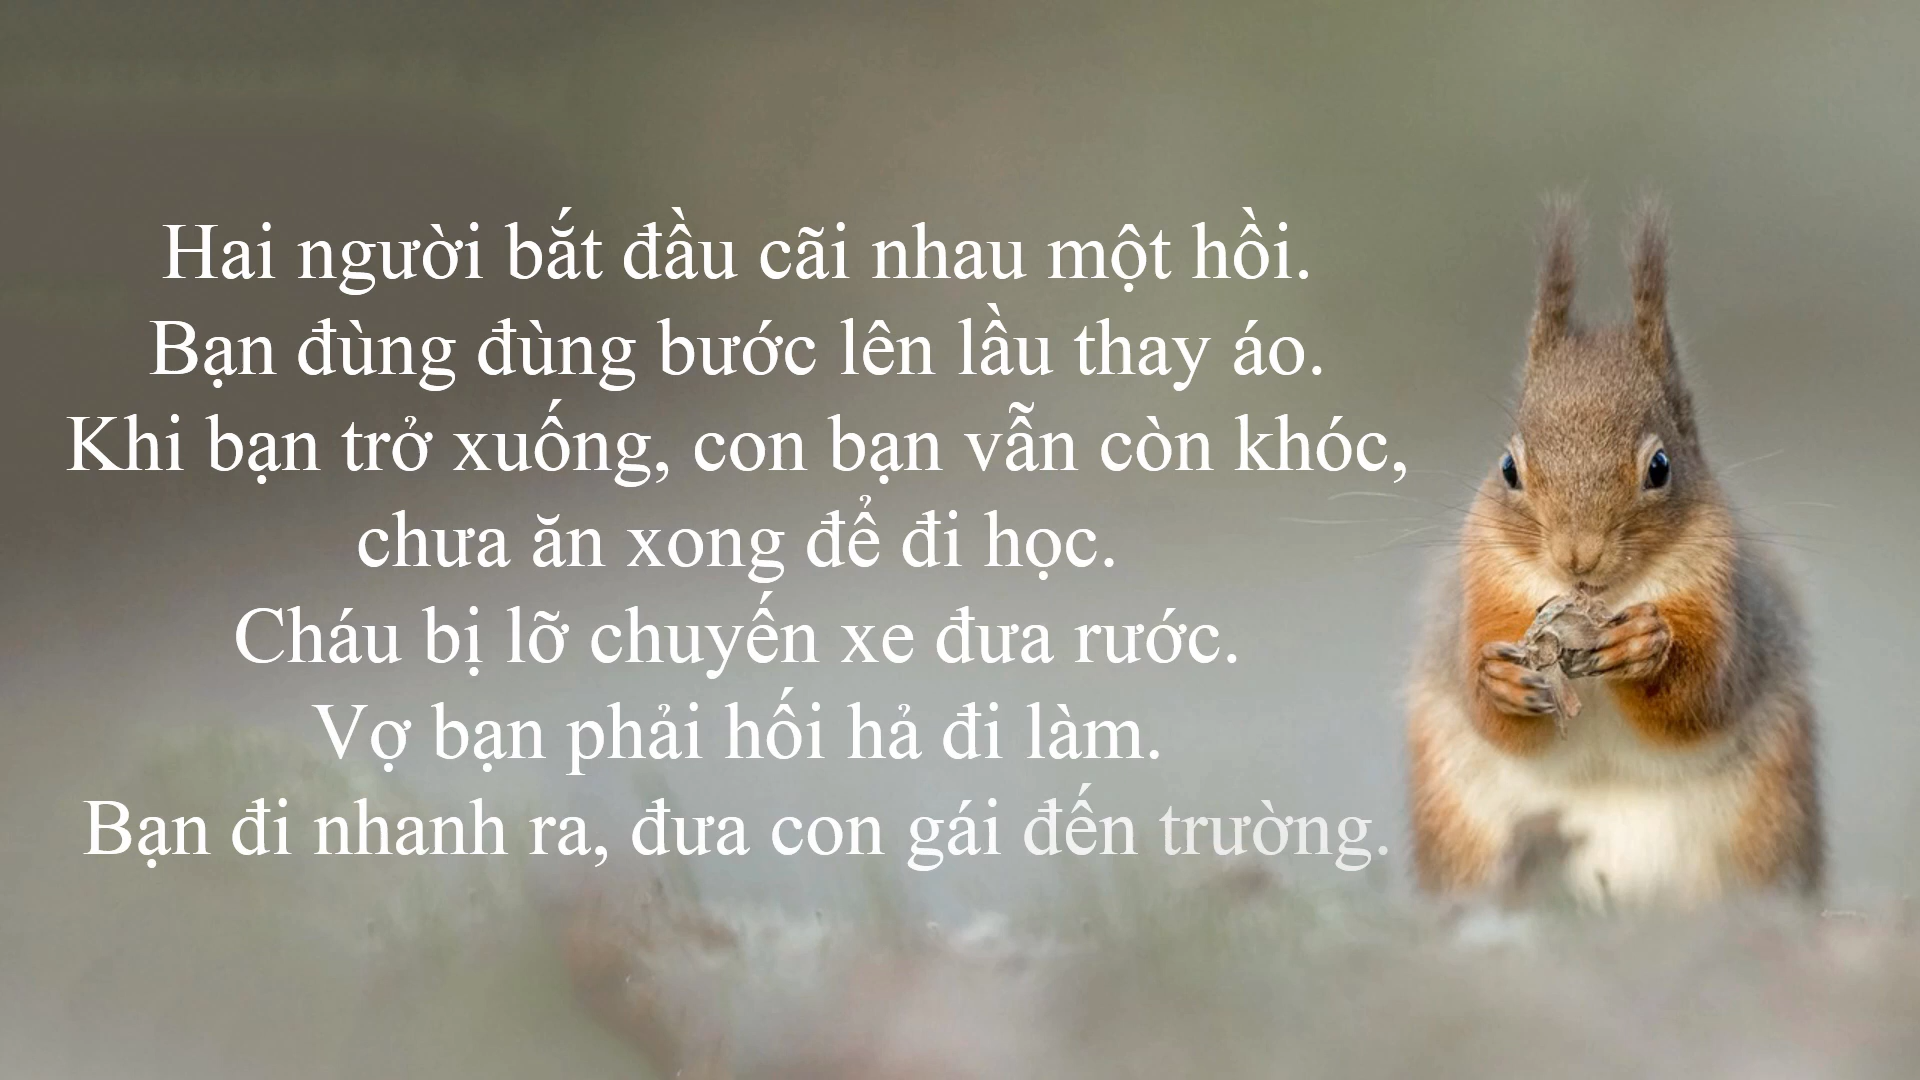 Hai người bắt đầu cãi nhau một hồi.
Bạn đùng đùng bước lên lầu thay áo.
Khi bạn trở xuống, con bạn vẫn còn khóc,
chưa ăn xong để đi học.
Cháu bị lỡ chuyến xe đưa rước.
Vợ bạn phải hối hả đi làm.
Bạn đi nhanh ra, đưa con gái đến trường.